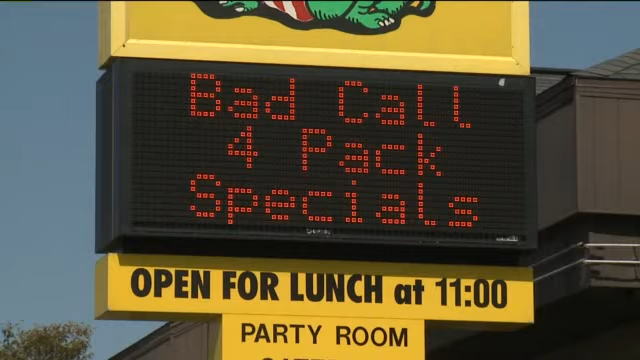 Bad Call
4 Pack
Specials
OPEN FOR LUNCH at 11:00
PARTY ROOM